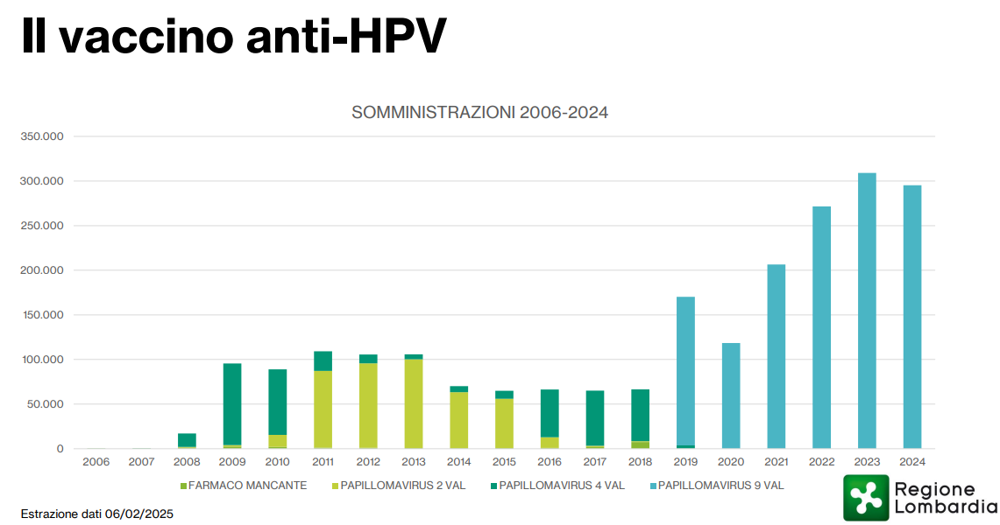 Il vaccino anti-HPV
SOMMINISTRAZIONI 2006-2024
350.000
300.000
250.000
200.000
150.000
100.000
50.000
0
2006 2007 2008 2009 2010 2011 2012 2013 2014 2015 2016 2017 2018 2019 2020 2021 2022 2023 2024
FARMACO MANCANTE PAPILLOMAVIRUS 2 VAL PAPILLOMAVIRUS 4 VAL PAPILLOMAVIRUS 9 VAL
Estrazione dati 06/02/2025
Regione
Lombardia